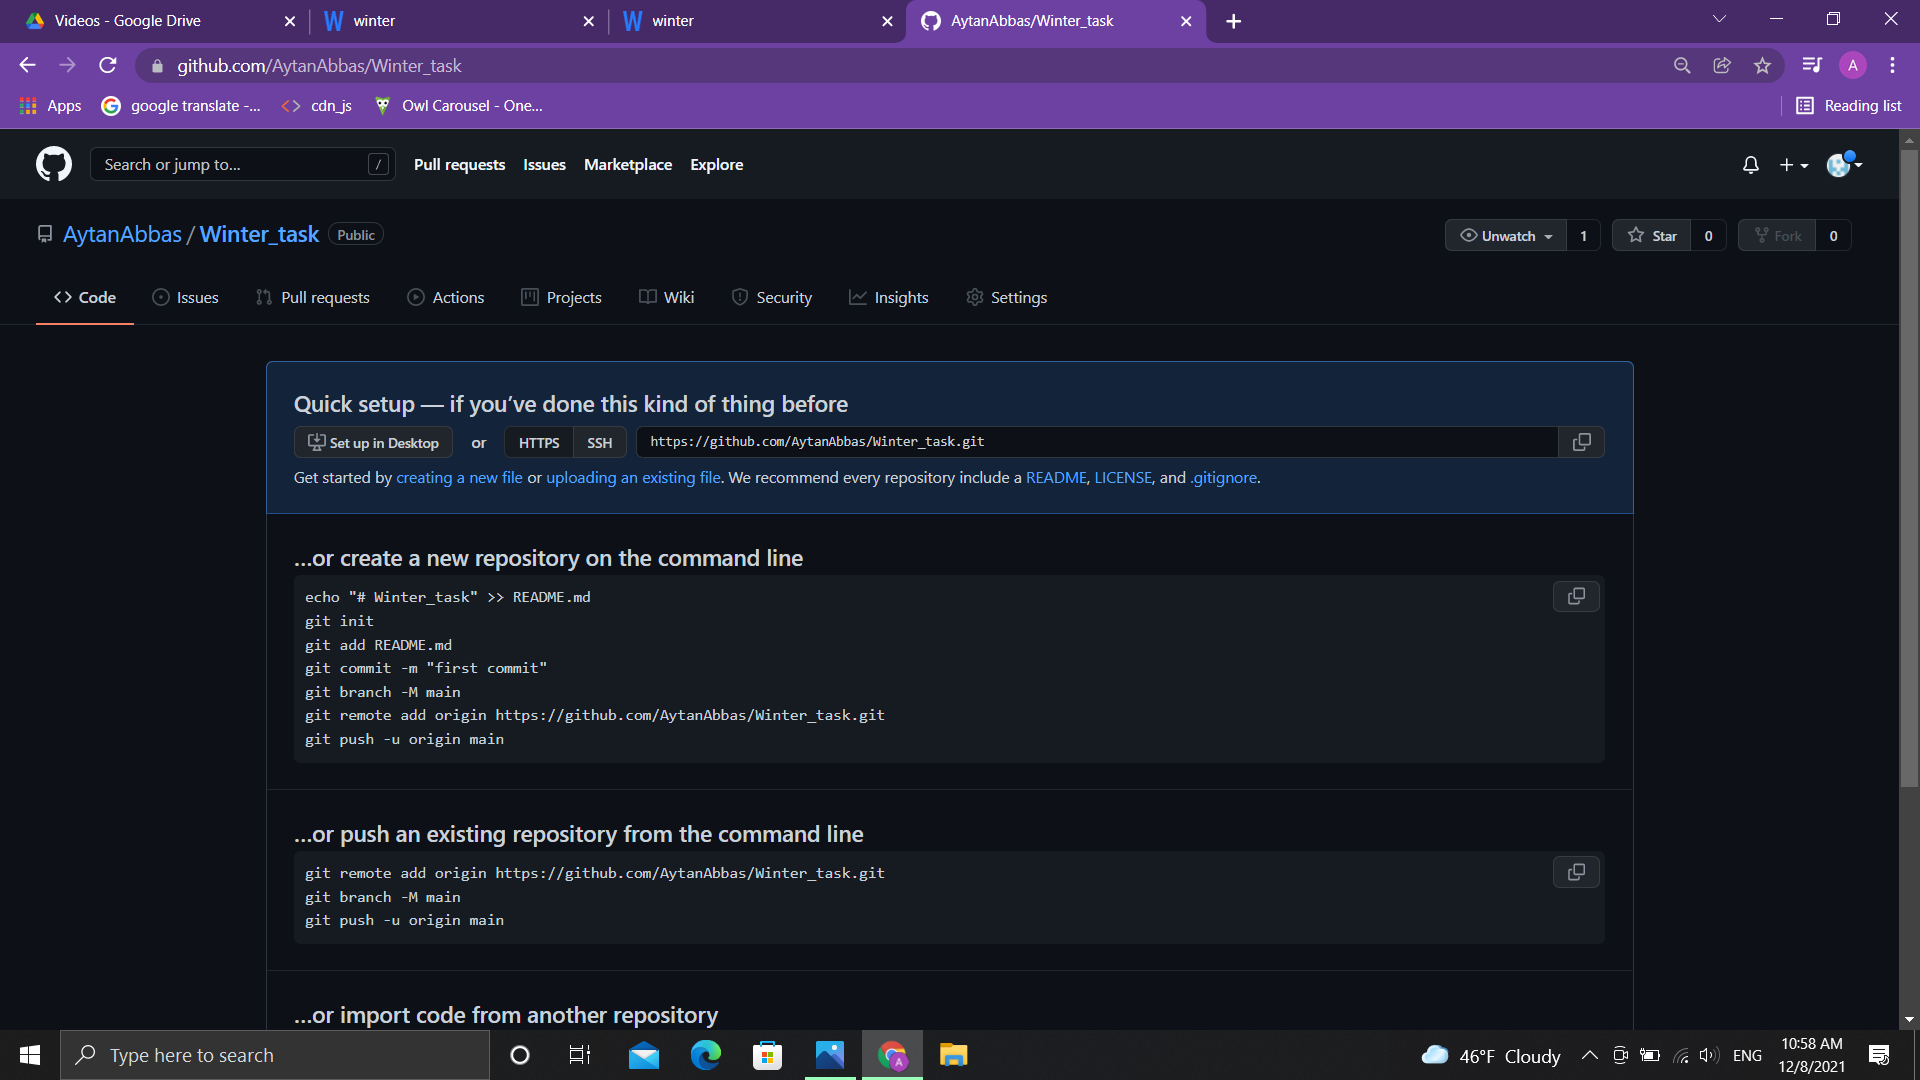 Videos - Google Drive
winter
winter
AytanAbbas/Winter_task
github.com/AytanAbbas/Winter_task
A
Apps
google translate -...
cdn_js
Owl Carousel - One...
Reading list
Search or jump to...
/
Pull requests
Issues
Marketplace
Explore
AytanAbbas / Winter_task
Public
Unwatch
1
Star
0
Fork
0
Code
Issues
Pull requests
Actions
Projects
Wiki
Security
Insights
Settings
Quick setup — if you’ve done this kind of thing before
Set up in Desktop
or
HTTPS
SSH
https://github.com/AytanAbbas/Winter_task.git
Get started by creating a new file or uploading an existing file. We recommend every repository include a README, LICENSE, and .gitignore.
…or create a new repository on the command line
echo "# Winter_task" >> README.md
git init
git add README.md
git commit -m "first commit"
git branch -M main
git remote add origin https://github.com/AytanAbbas/Winter_task.git
git push -u origin main
…or push an existing repository from the command line
git remote add origin https://github.com/AytanAbbas/Winter_task.git
git branch -M main
git push -u origin main
…or import code from another repository
Type here to search
A
46°F Cloudy
ENG
10:58 AM
12/8/2021